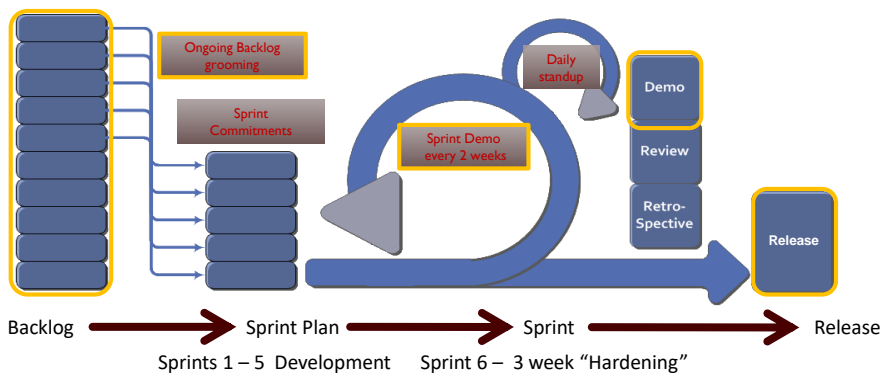 Ongoing Backlog
grooming
Sprint
Commitments
Sprint Demo
every 2 weeks
Daily
standup
Demo
Review
Retro-
Spective
Release
Backlog
Sprint Plan
Sprint
Release
Sprints 1 – 5  Development
Sprint 6 –  3 week “Hardening”